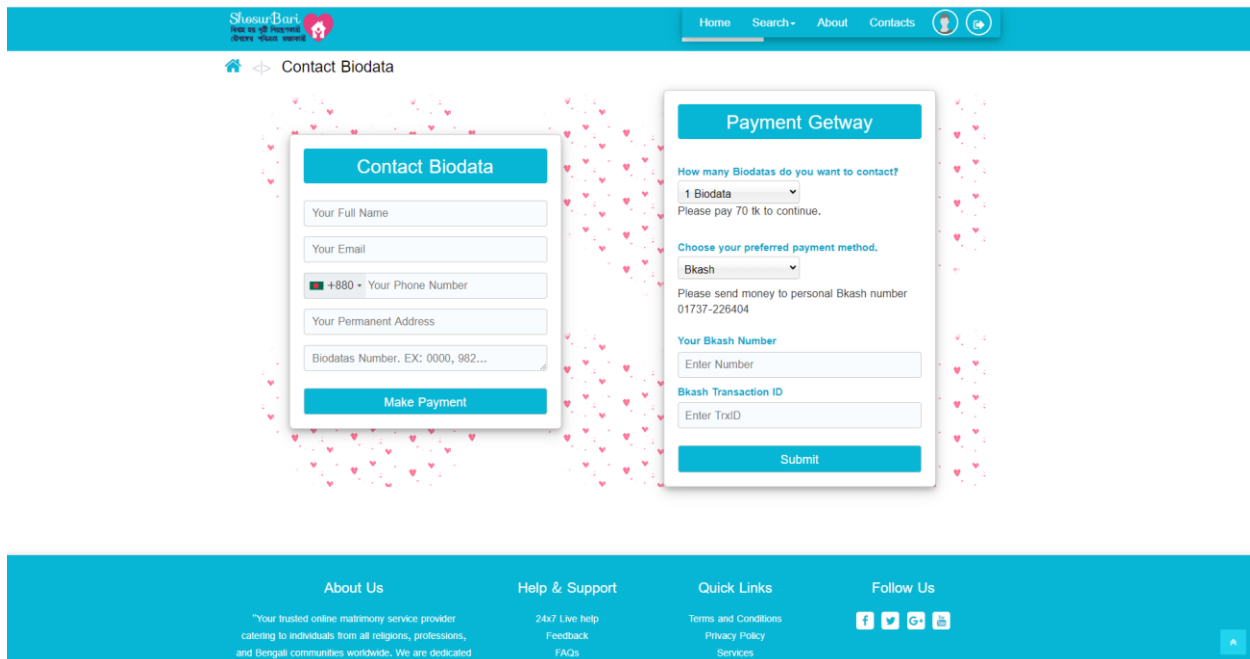 ShosurBari
Home Search About Contacts
Contact Biodata
Contact Biodata
Your Full Name
Your Email
+880 Your Phone Number
Your Permanent Address
Biodatas Number. EX: 0000, 982...
Make Payment
Payment Getway
How many Biodatas do you want to contact?
1 Biodata
Please pay 70 tk to continue.
Choose your preferred payment method.
Bkash
Please send money to personal Bkash number
01737-226404
Your Bkash Number
Enter Number
Bkash Transaction ID
Enter TrxID
Submit
About Us
"Your trusted online matrimony service provider
catering to individuals from all religions, professions,
and Bengali communities worldwide. We are dedicated
Help & Support
24x7 Live help
Feedback
FAQs
Quick Links
Terms and Conditions
Privacy Policy
Services
Follow Us